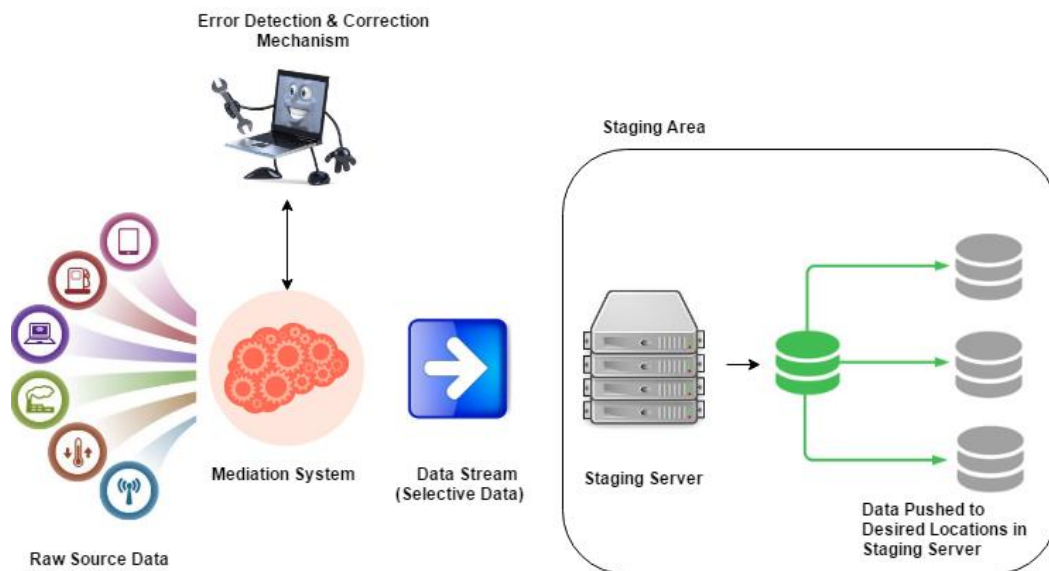 Error Detection & Correction
Mechanism
Staging Area
Mediation System
Data Stream
(Selective Data)
Staging Server
Data Pushed to
Desired Locations in
Staging Server
Raw Source Data